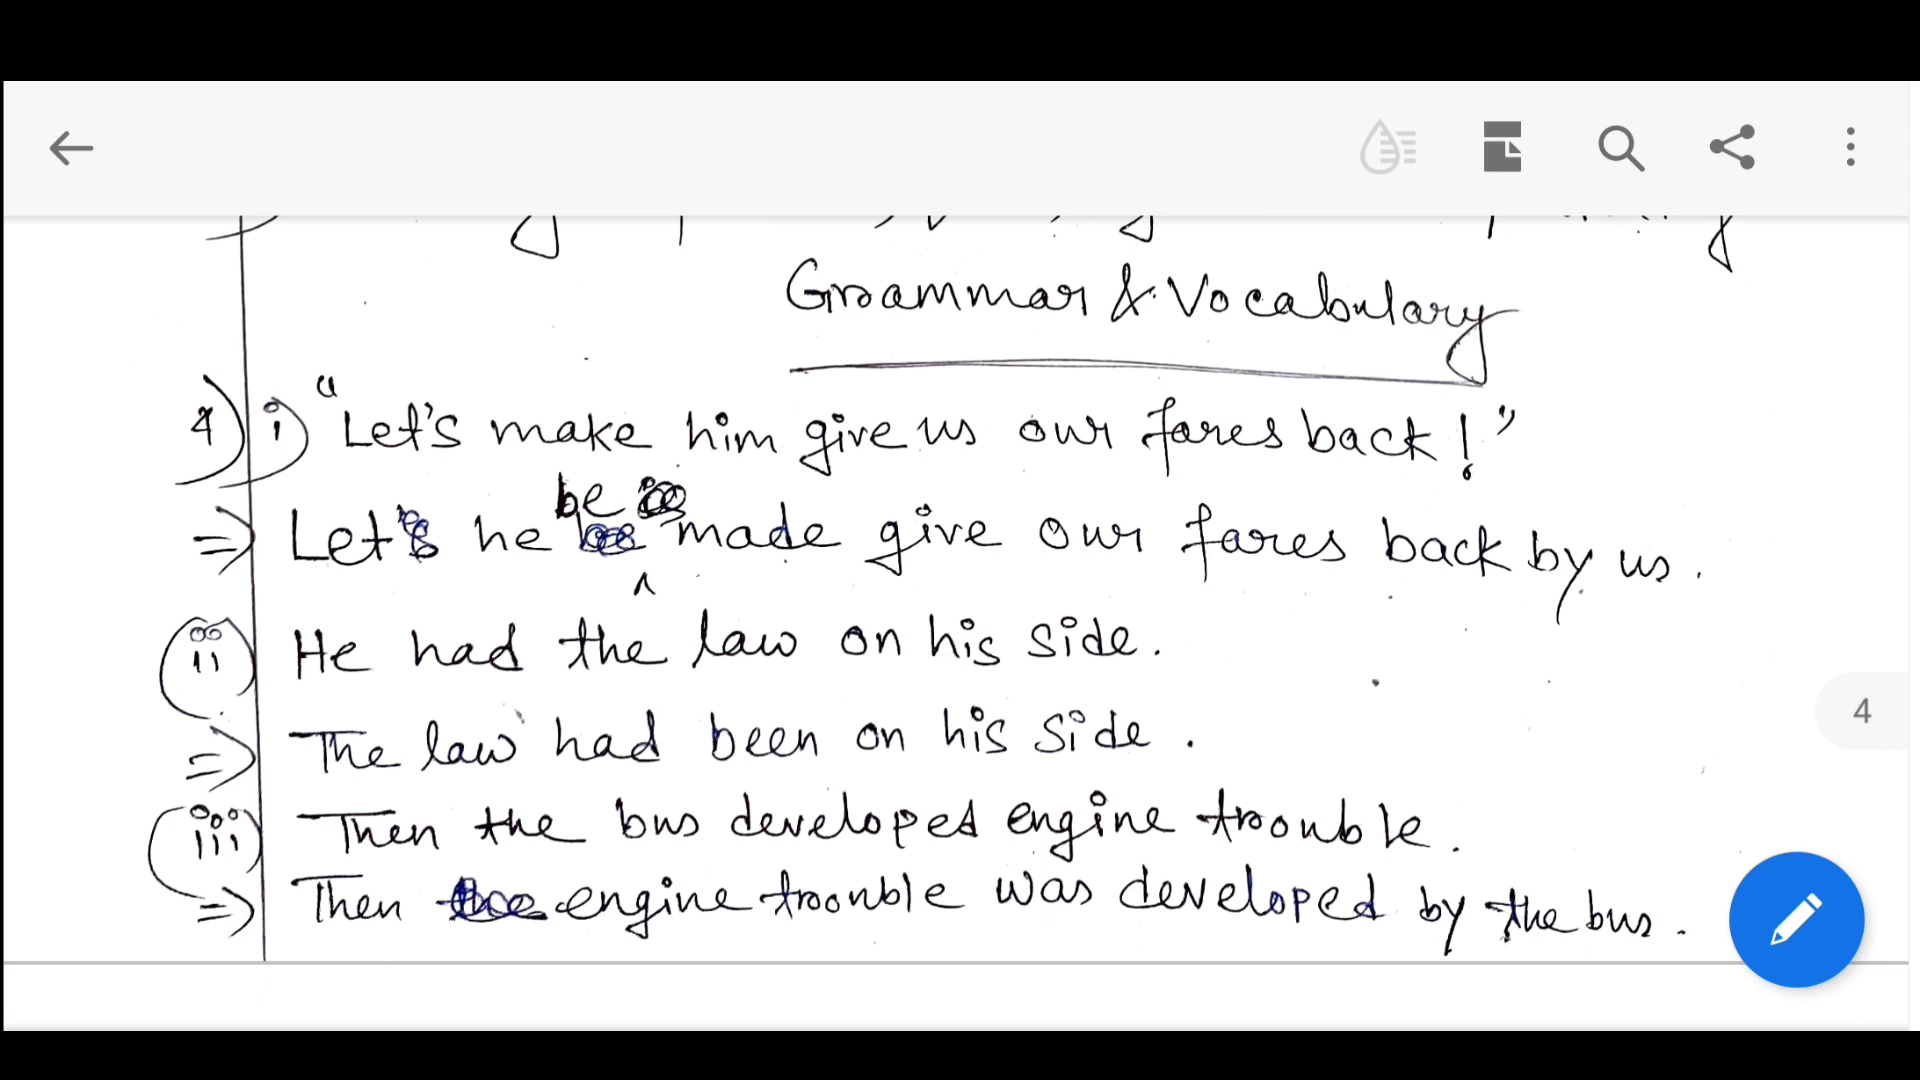 Grammar & Vocabulary
4) i) "Let's make him give us our fares back!"
=> Let he be made give our fares back by us.
ii) He had the law on his side.
=> The law had been on his side.
iii) Then the bus developed engine trouble.
=> Then engine trouble was developed by the bus.
4